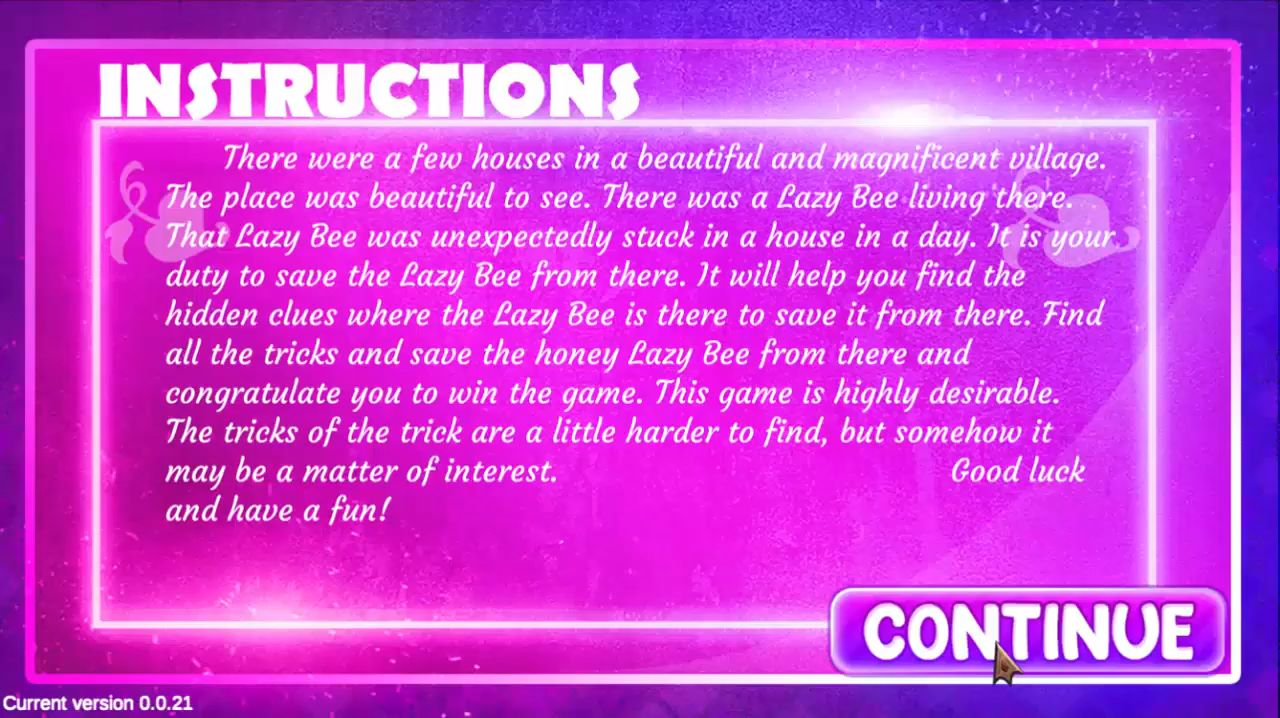 INSTRUCTIONS
There were a few houses in a beautiful and magnificent village.
The place was beautiful to see. There was a Lazy Bee living there.
That Lazy Bee was unexpectedly stuck in a house in a day. It is your
duty to save the Lazy Bee from there. It will help you find the
hidden clues where the Lazy Bee is there to save it from there. Find
all the tricks and save the honey Lazy Bee from there and
congratulate you to win the game. This game is highly desirable.
The tricks of the trick are a little harder to find, but somehow it
may be a matter of interest. Good luck
and have a fun!
CONTINUE
Current version 0.0.21